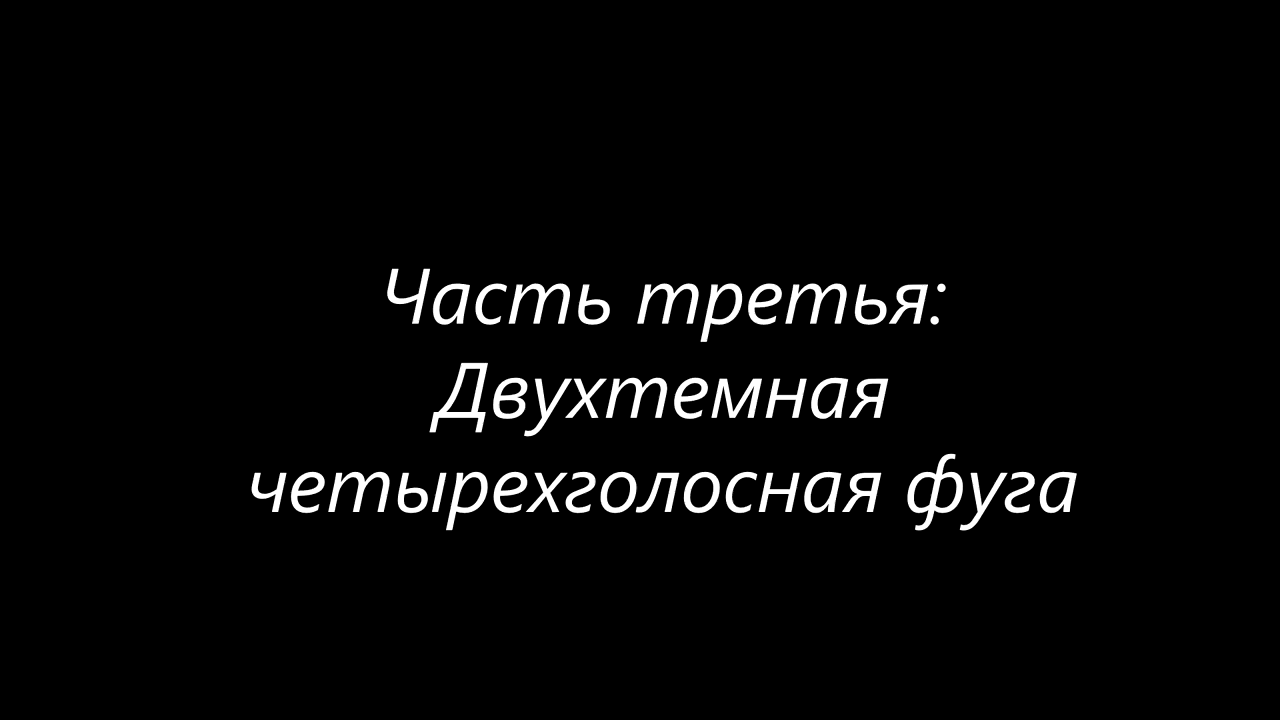 Часть третья:
Двухтемная
четырехголосная фуга